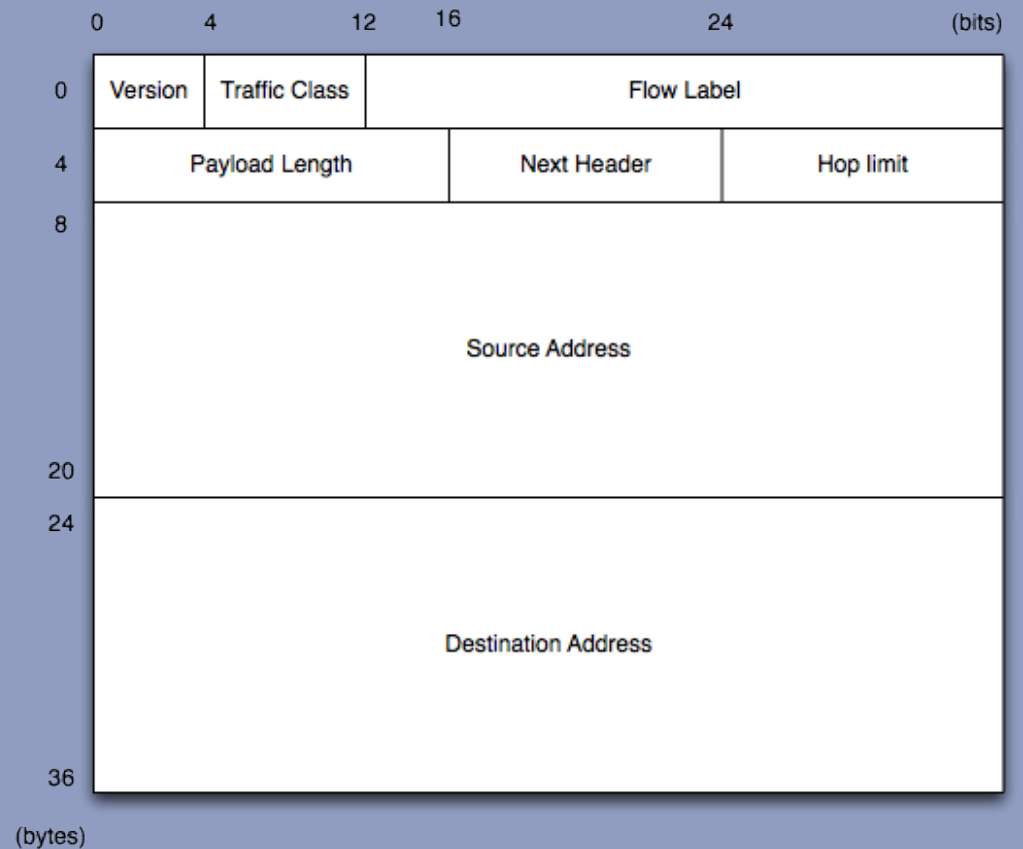 0 4 12 16 24 (bits)
0 Version Traffic Class Flow Label
4 Payload Length Next Header Hop limit
8
Source Address
20
24
Destination Address
36
(bytes)